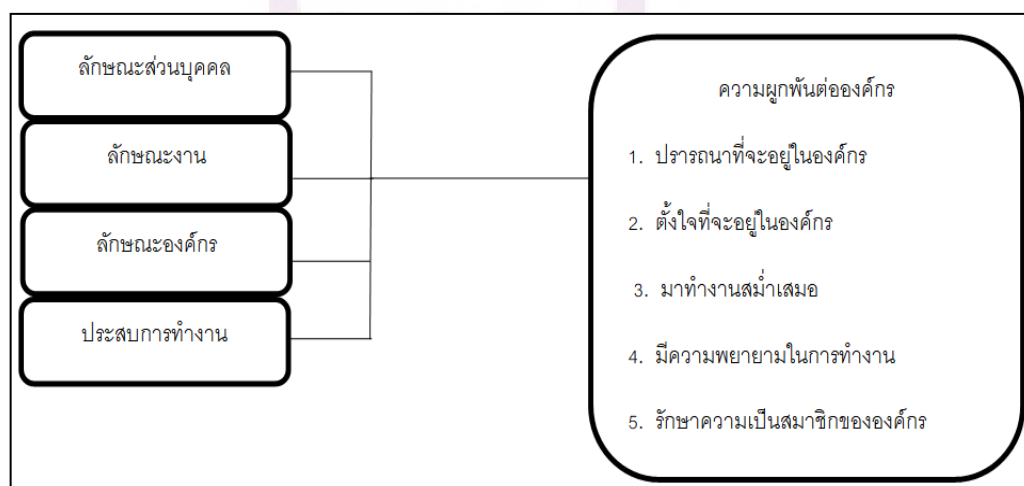 ลักษณะส่วนบุคคล
ลักษณะงาน
ลักษณะองค์กร
ประสบการทำงาน
ความผูกพันต่อองค์กร
1. ปรารถนาที่จะอยู่ในองค์กร
2. ตั้งใจที่จะอยู่ในองค์กร
3. มาทำงานสม่ำเสมอ
4. มีความพยายามในการทำงาน
5. รักษาความเป็นสมาชิกขององค์กร